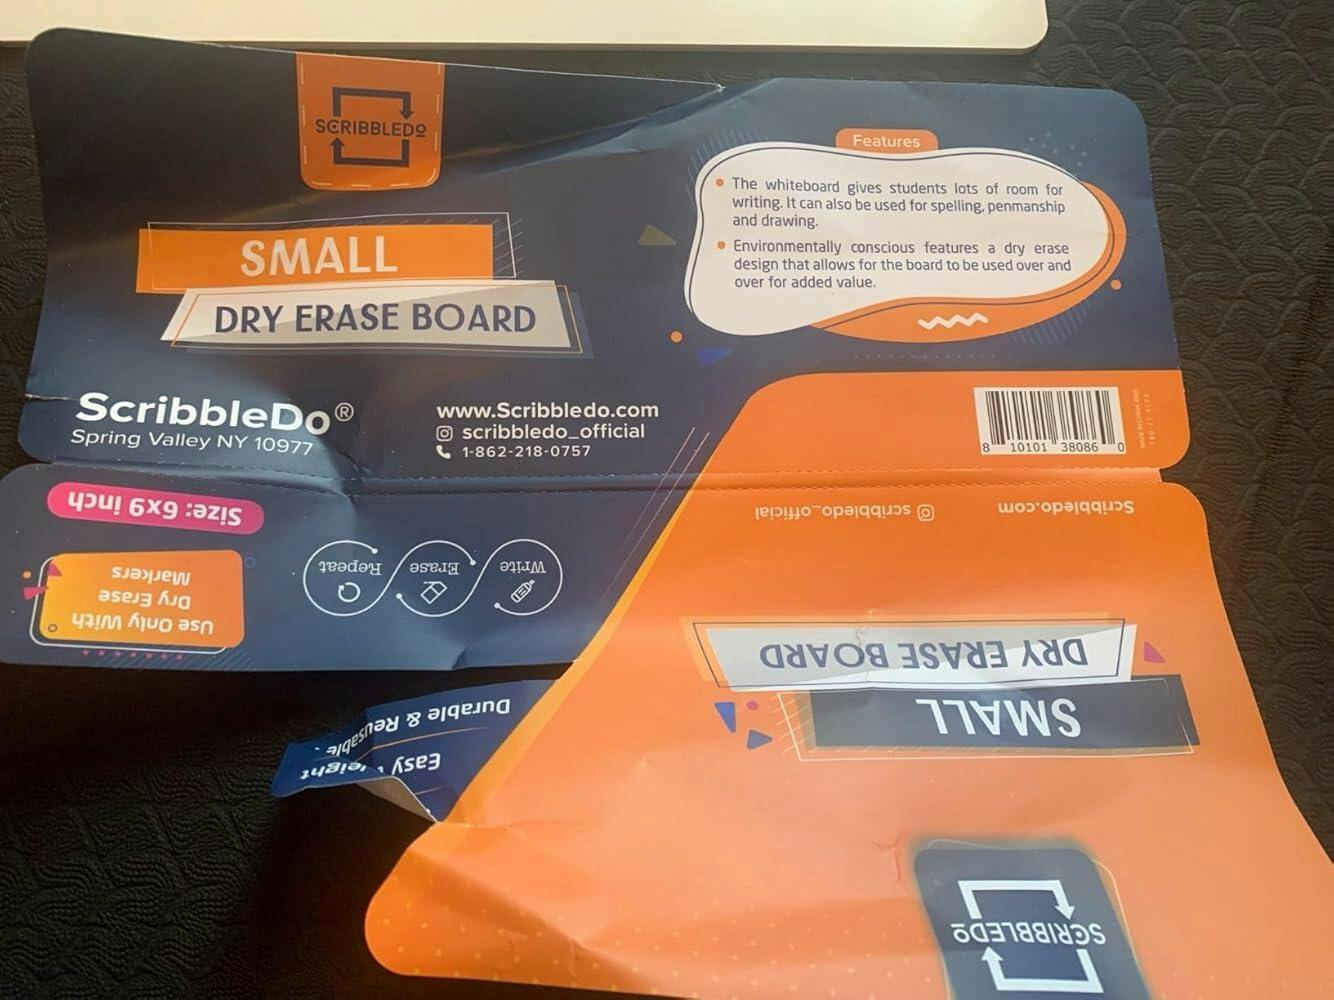 SCRIBBLEDO
SMALL
DRY ERASE BOARD
ScribbleDo®
Spring Valley NY 10977
www.Scribbledo.com
scribbledo_official
1-862-218-0757
Features
The whiteboard gives students lots of room for
writing. It can also be used for spelling, penmanship
and drawing.
Environmentally conscious features a dry erase
design that allows for the board to be used over and
over for added value.
8 10101 38086 0
Size: 6x9 inch
Use Only With
Dry Erase
Markers
Write
Erase
Repeat
Easy
Durable &
Scribbledo.com
scribbledo_official
SMALL
DRY ERASE BOARD
SCRIBBLEDO